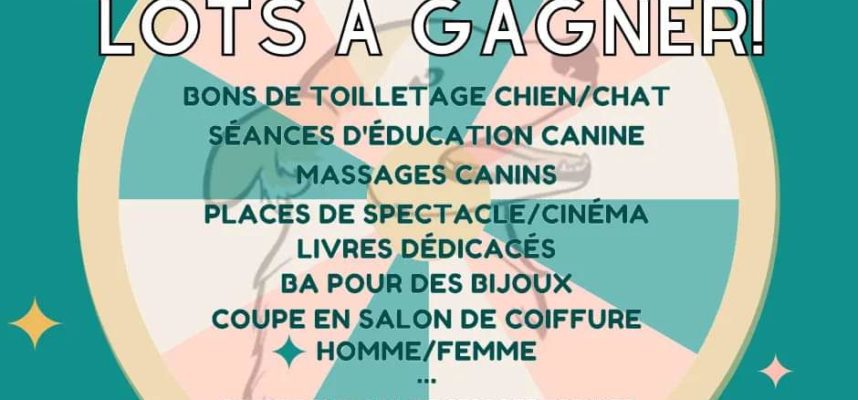 LOTS À GAGNER!
BONS DE TOILLETAGE CHIEN/CHAT
SÉANCES D'ÉDUCATION CANINE
MASSAGES CANINS
PLACES DE SPECTACLE/CINÉMA
LIVRES DÉDICACÉS
BA POUR DES BIJOUX
COUPE EN SALON DE COIFFURE
HOMME/FEMME
...